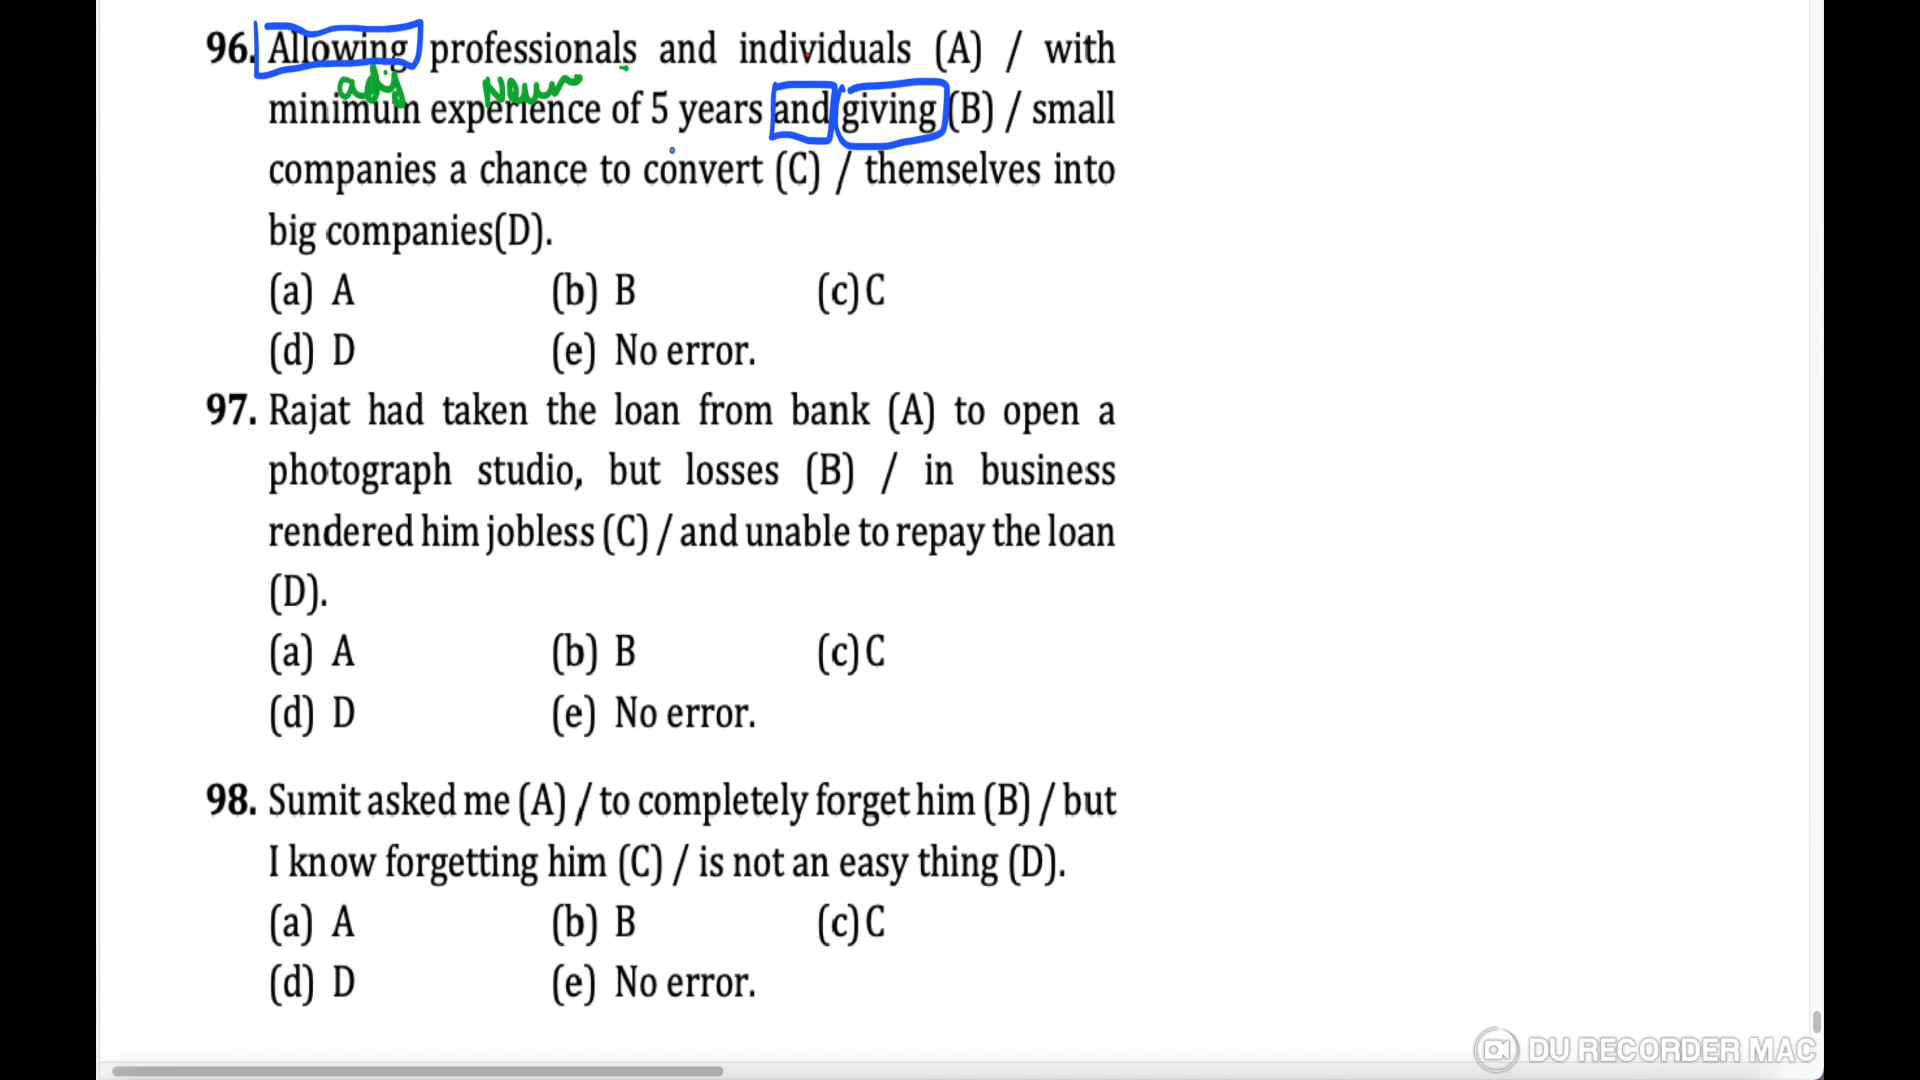 96. Allowing professionals and individuals (A) / with
adj Noun
minimum experience of 5 years and giving (B) / small
companies a chance to convert (C) / themselves into
big companies(D).
(a) A (b) B (c) C
(d) D (e) No error.
97. Rajat had taken the loan from bank (A) to open a
photograph studio, but losses (B) / in business
rendered him jobless (C) / and unable to repay the loan
(D).
(a) A (b) B (c) C
(d) D (e) No error.
98. Sumit asked me (A) / to completely forget him (B) / but
I know forgetting him (C) / is not an easy thing (D).
(a) A (b) B (c) C
(d) D (e) No error.
DU RECORDER MAC